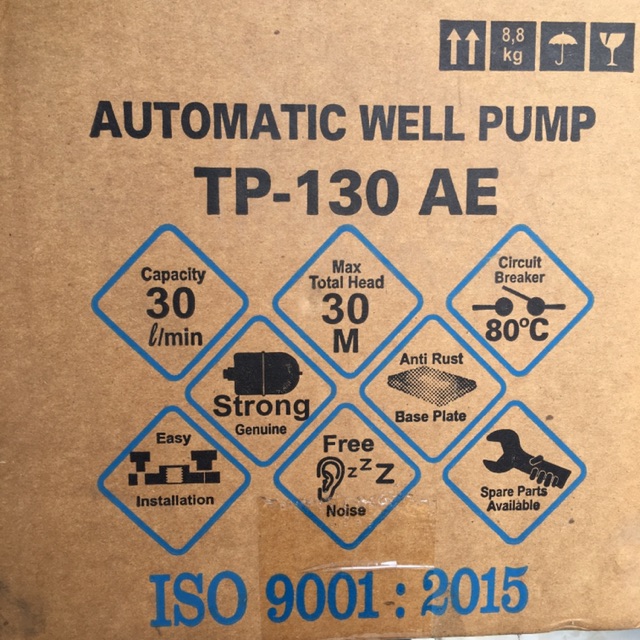 8,8
kg
AUTOMATIC WELL PUMP
TP-130 AE
Capacity
30
ℓ/min
Max
Total Head
30
M
Circuit
Breaker
80ºC
Strong
Genuine
Anti Rust
Base Plate
Easy
Installation
Free
zzZ
Noise
Spare Parts
Available
ISO 9001 : 2015